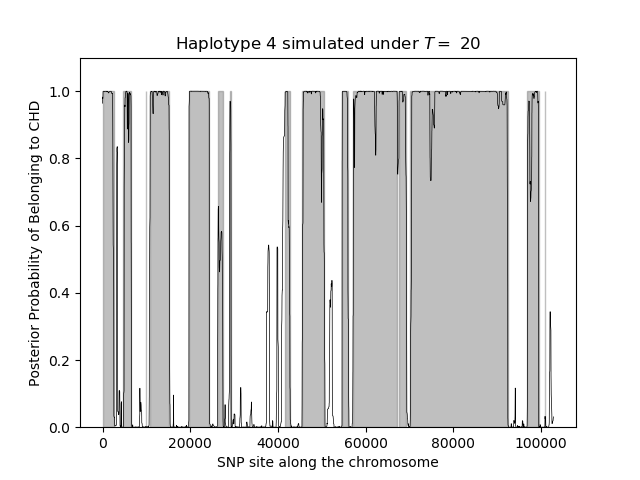 Haplotype 4 simulated under T = 20
Posterior Probability of Belonging to CHD
1.0
0.8
0.6
0.4
0.2
0.0
0 20000 40000 60000 80000 100000
SNP site along the chromosome